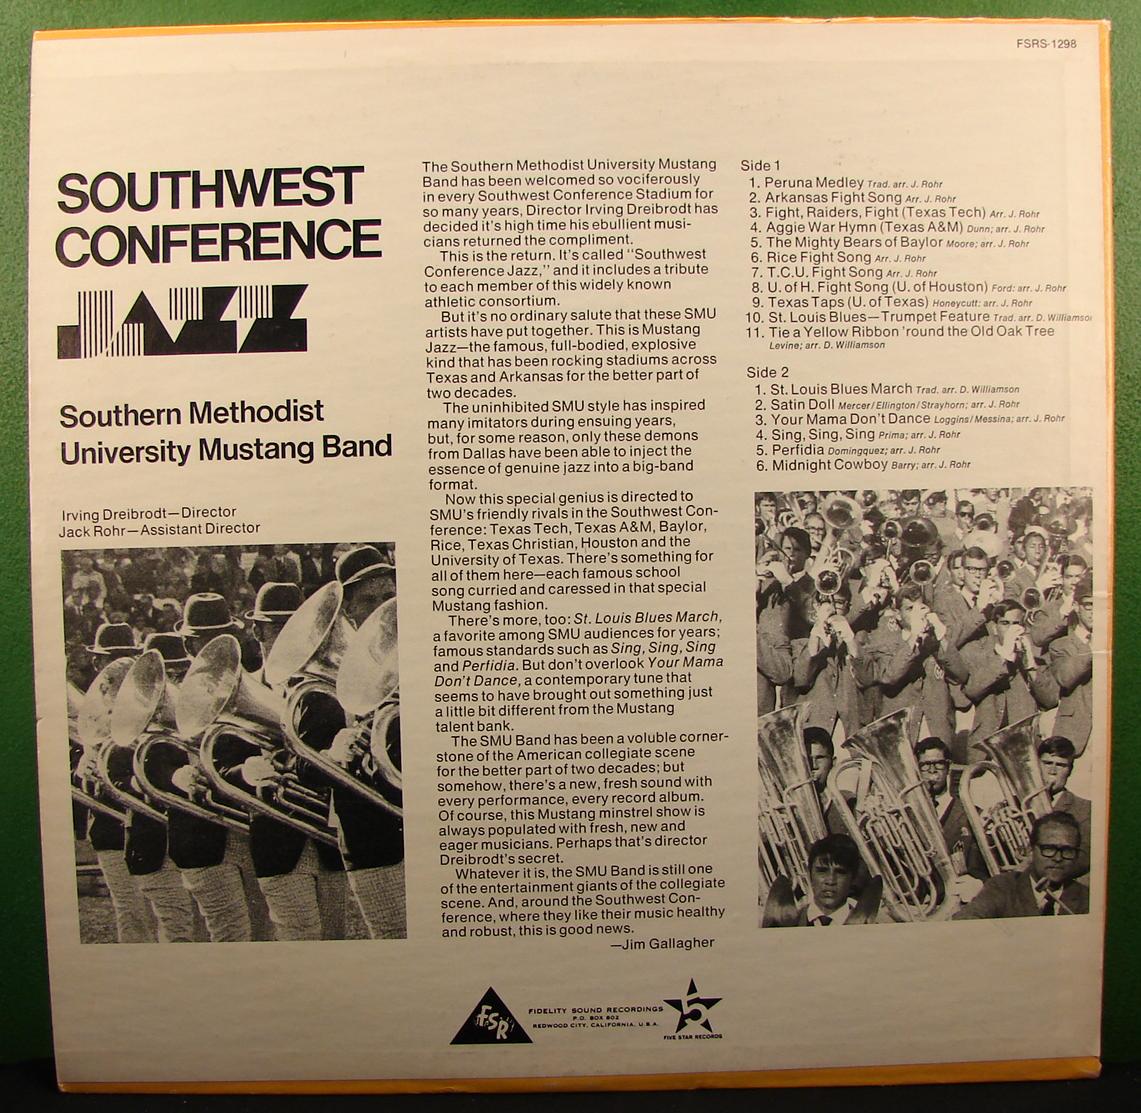 FSRS-1298
SOUTHWEST
CONFERENCE
JAZZ
Southern Methodist
University Mustang Band
Irving Dreibrodt—Director
Jack Rohr—Assistant Director
The Southern Methodist University Mustang
Band has been welcomed so vociferously
in every Southwest Conference Stadium for
so many years, Director Irving Dreibrodt has
decided it's high time his ebullient musi-
cians returned the compliment.
This is the return. It's called "Southwest
Conference Jazz," and it includes a tribute
to each member of this widely known
athletic consortium.
But it's no ordinary salute that these SMU
artists have put together. This is Mustang
Jazz—the famous, full-bodied, explosive
kind that has been rocking stadiums across
Texas and Arkansas for the better part of
two decades.
The uninhibited SMU style has inspired
many imitators during ensuing years,
but, for some reason, only these demons
from Dallas have been able to inject the
essence of genuine jazz into a big-band
format.
Now this special genius is directed to
SMU's friendly rivals in the Southwest Con-
ference: Texas Tech, Texas A&M, Baylor,
Rice, Texas Christian, Houston and the
University of Texas. There's something for
all of them here—each famous school
song curried and caressed in that special
Mustang fashion.
There's more, too: St. Louis Blues March,
a favorite among SMU audiences for years;
famous standards such as Sing, Sing, Sing
and Perfidia. But don't overlook Your Mama
Don't Dance, a contemporary tune that
seems to have brought out something just
a little bit different from the Mustang
talent bank.
The SMU Band has been a voluble corner-
stone of the American collegiate scene
for the better part of two decades; but
somehow, there's a new, fresh sound with
every performance, every record album.
Of course, this Mustang minstrel show is
always populated with fresh, new and
eager musicians. Perhaps that's director
Dreibrodt's secret.
Whatever it is, the SMU Band is still one
of the entertainment giants of the collegiate
scene. And, around the Southwest Con-
ference, where they like their music healthy
and robust, this is good news.
—Jim Gallagher
Side 1
1. Peruna Medley Trad. arr. J. Rohr
2. Arkansas Fight Song Arr. J. Rohr
3. Fight, Raiders, Fight (Texas Tech) Arr. J. Rohr
4. Aggie War Hymn (Texas A&M) Dunn; arr. J. Rohr
5. The Mighty Bears of Baylor Moore; arr. J. Rohr
6. Rice Fight Song Arr. J. Rohr
7. T.C.U. Fight Song Arr. J. Rohr
8. U. of H. Fight Song (U. of Houston) Ford: arr. J. Rohr
9. Texas Taps (U. of Texas) Honeycutt: arr. J. Rohr
10. St. Louis Blues—Trumpet Feature Trad. arr. D. Williamson
11. Tie a Yellow Ribbon 'round the Old Oak Tree
Levine; arr. D. Williamson
Side 2
1. St. Louis Blues March Trad. arr. D. Williamson
2. Satin Doll Mercer/Ellington/Strayhorn; arr. J. Rohr
3. Your Mama Don't Dance Loggins/Messina; arr. J. Rohr
4. Sing, Sing, Sing Prima; arr. J. Rohr
5. Perfidia Domingquez; arr. J. Rohr
6. Midnight Cowboy Barry; arr. J. Rohr
FSR
FIDELITY SOUND RECORDINGS
P.O. BOX 802
REDWOOD CITY, CALIFORNIA, U.S.A.
5
FIVE STAR RECORDS